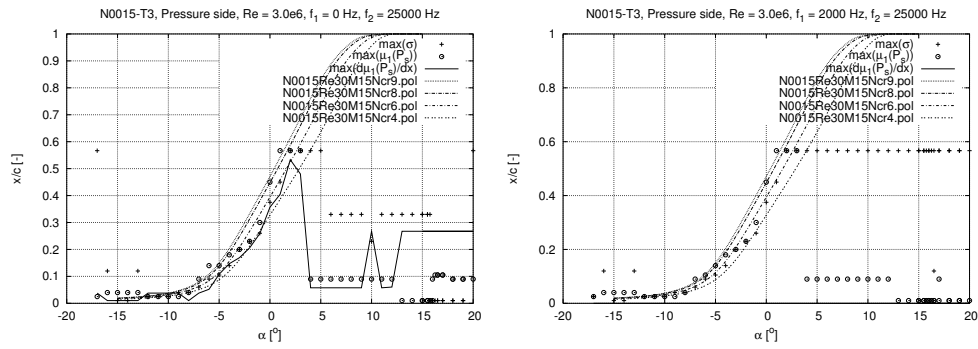 N0015-T3, Pressure side, Re = 3.0e6, f1 = 0 Hz, f2 = 25000 Hz
1
0.9
0.8
0.7
0.6
0.5
0.4
0.3
0.2
0.1
0
x/c [-]
max(σ)
max(μ1(Ps))
max(dμ1(Ps)/dx)
N0015Re30M15Ncr9.pol
N0015Re30M15Ncr8.pol
N0015Re30M15Ncr6.pol
N0015Re30M15Ncr4.pol
-20 -15 -10 -5 0 5 10 15 20
α [o]
N0015-T3, Pressure side, Re = 3.0e6, f1 = 2000 Hz, f2 = 25000 Hz
1
0.8
0.6
0.4
0.2
0
x/c [-]
max(σ)
max(μ1(Ps))
max(dμ1(Ps)/dx)
N0015Re30M15Ncr9.pol
N0015Re30M15Ncr8.pol
N0015Re30M15Ncr6.pol
N0015Re30M15Ncr4.pol
-20 -15 -10 -5 0 5 10 15 20
α [o]